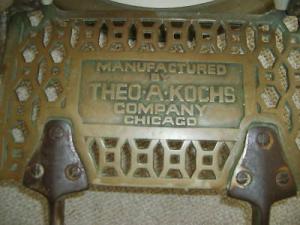 MANUFACTURED
BY
THEO·A·KOCHS
COMPANY
CHICAGO